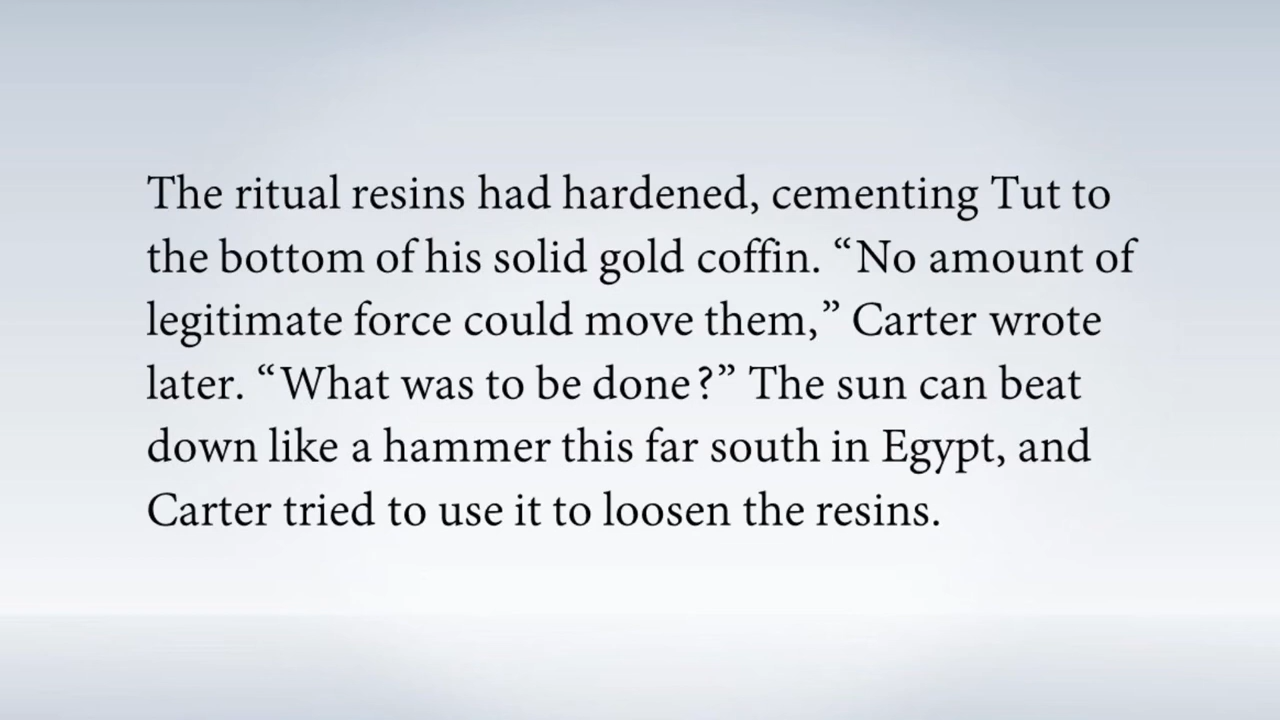 The ritual resins had hardened, cementing Tut to
the bottom of his solid gold coffin. “No amount of
legitimate force could move them,” Carter wrote
later. “What was to be done?” The sun can beat
down like a hammer this far south in Egypt, and
Carter tried to use it to loosen the resins.